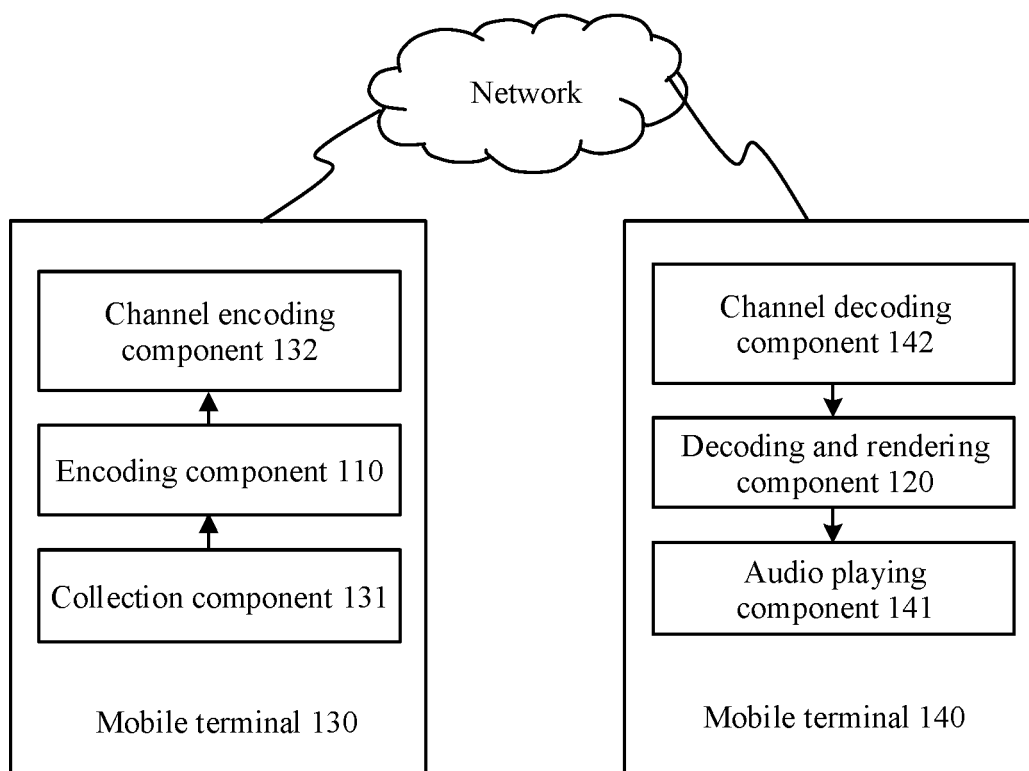 Network
Channel encoding
component 132
Encoding component 110
Collection component 131
Mobile terminal 130
Channel decoding
component 142
Decoding and rendering
component 120
Audio playing
component 141
Mobile terminal 140